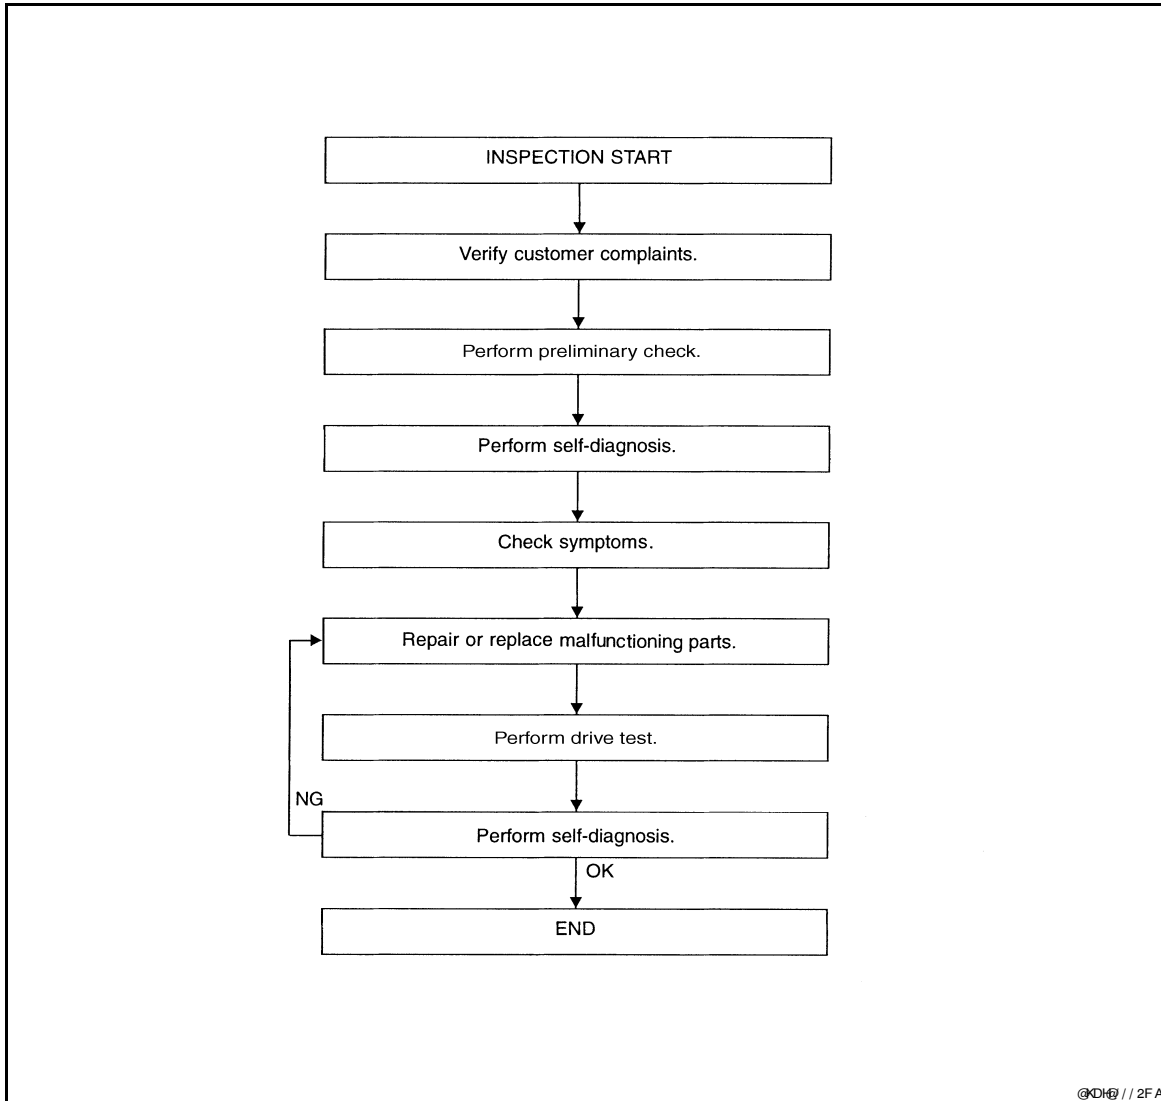 INSPECTION START
Verify customer complaints.
Perform preliminary check.
Perform self-diagnosis.
Check symptoms.
Repair or replace malfunctioning parts.
Perform drive test.
NG
Perform self-diagnosis.
OK
END